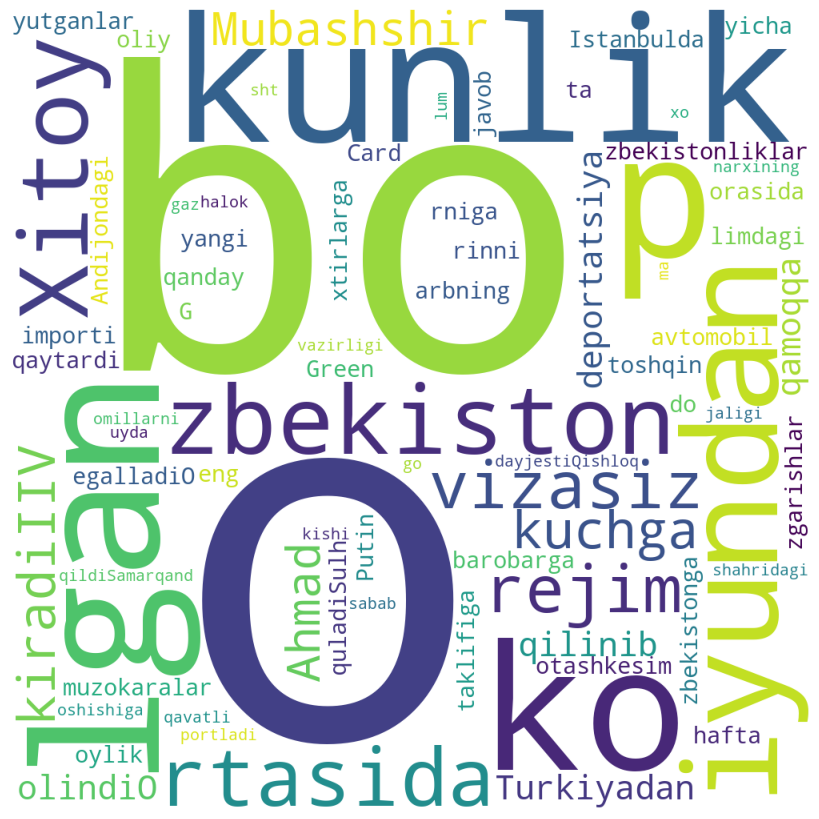 yutganlar
oliy
Mubashshir
kunlik
Istanbulda
yicha
Xitoy
sht
lum
javob
ta
xo
Card
zbekistonliklar
bo
p
narxining
Andijondagi
gaz
halok
rniga
xtirlarga
deportatsiya
orasida
yangi
rinni
limdagi
qanday
arbning
ma
iyundan
qamoqqa
G
importi
vazirligi
avtomobil
qaytardi
Green
toshqin
lgan
omillarni
zbekiston
do
jaligi
uyda
zgarishlar
kiradiIIV
egalladiO
eng
go
dayjestiQishloq
vizasiz
O
kuchga
kishi
Putin
Ahmad
quladiSulhi
barobarga
qildiSamarqand
rejim
shahridagi
sabab
taklifiga
qilinib
zbekistonga
otashkesim
muzokaralar
ko
oshishiga
qavatli
portladi
hafta
oylik
olindiO
rtasida
Turkiyadan